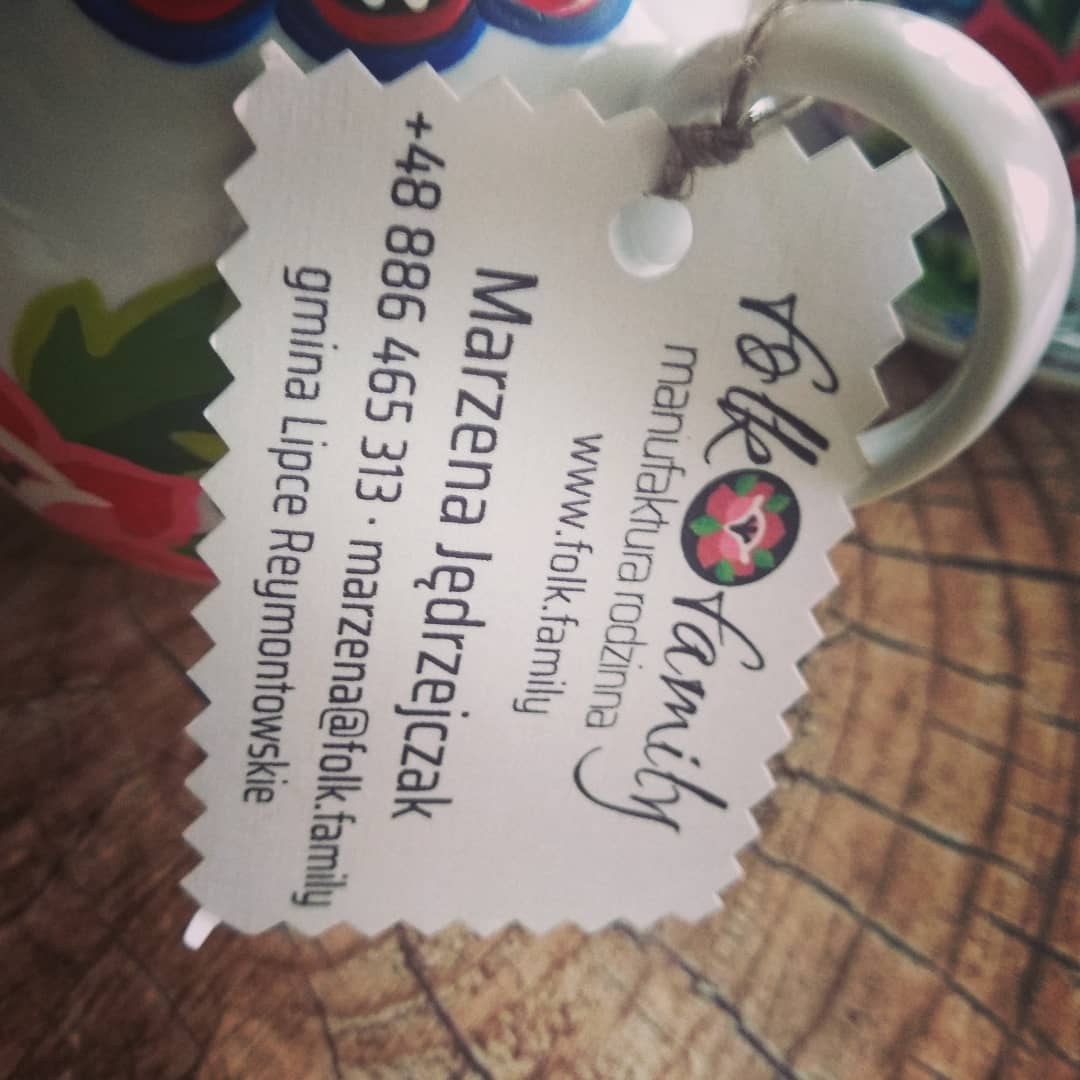 Folk Family
manufaktura rodzinna
www.folk.family
Marzena Jędrzejczak
+48 886 465 313 · marzena@folk.family
gmina Lipce Reymontowskie